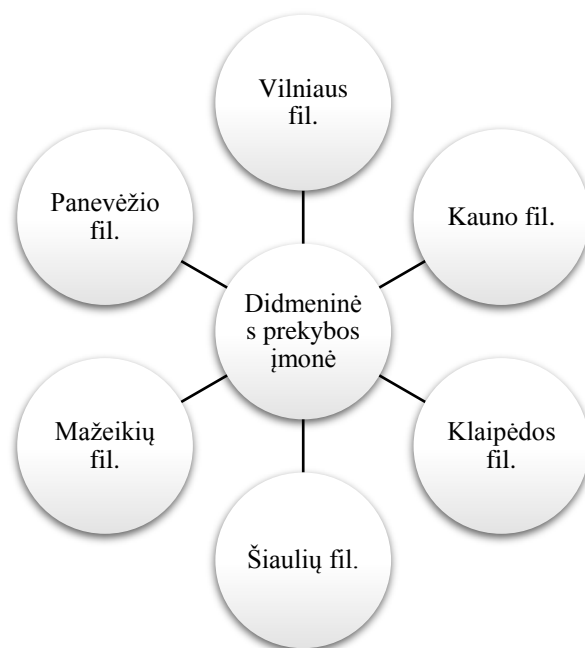 Vilniaus
fil.
Panevėžio
fil.
Kauno fil.
Didmeninė
s prekybos
įmonė
Mažeikių
fil.
Klaipėdos
fil.
Šiaulių fil.